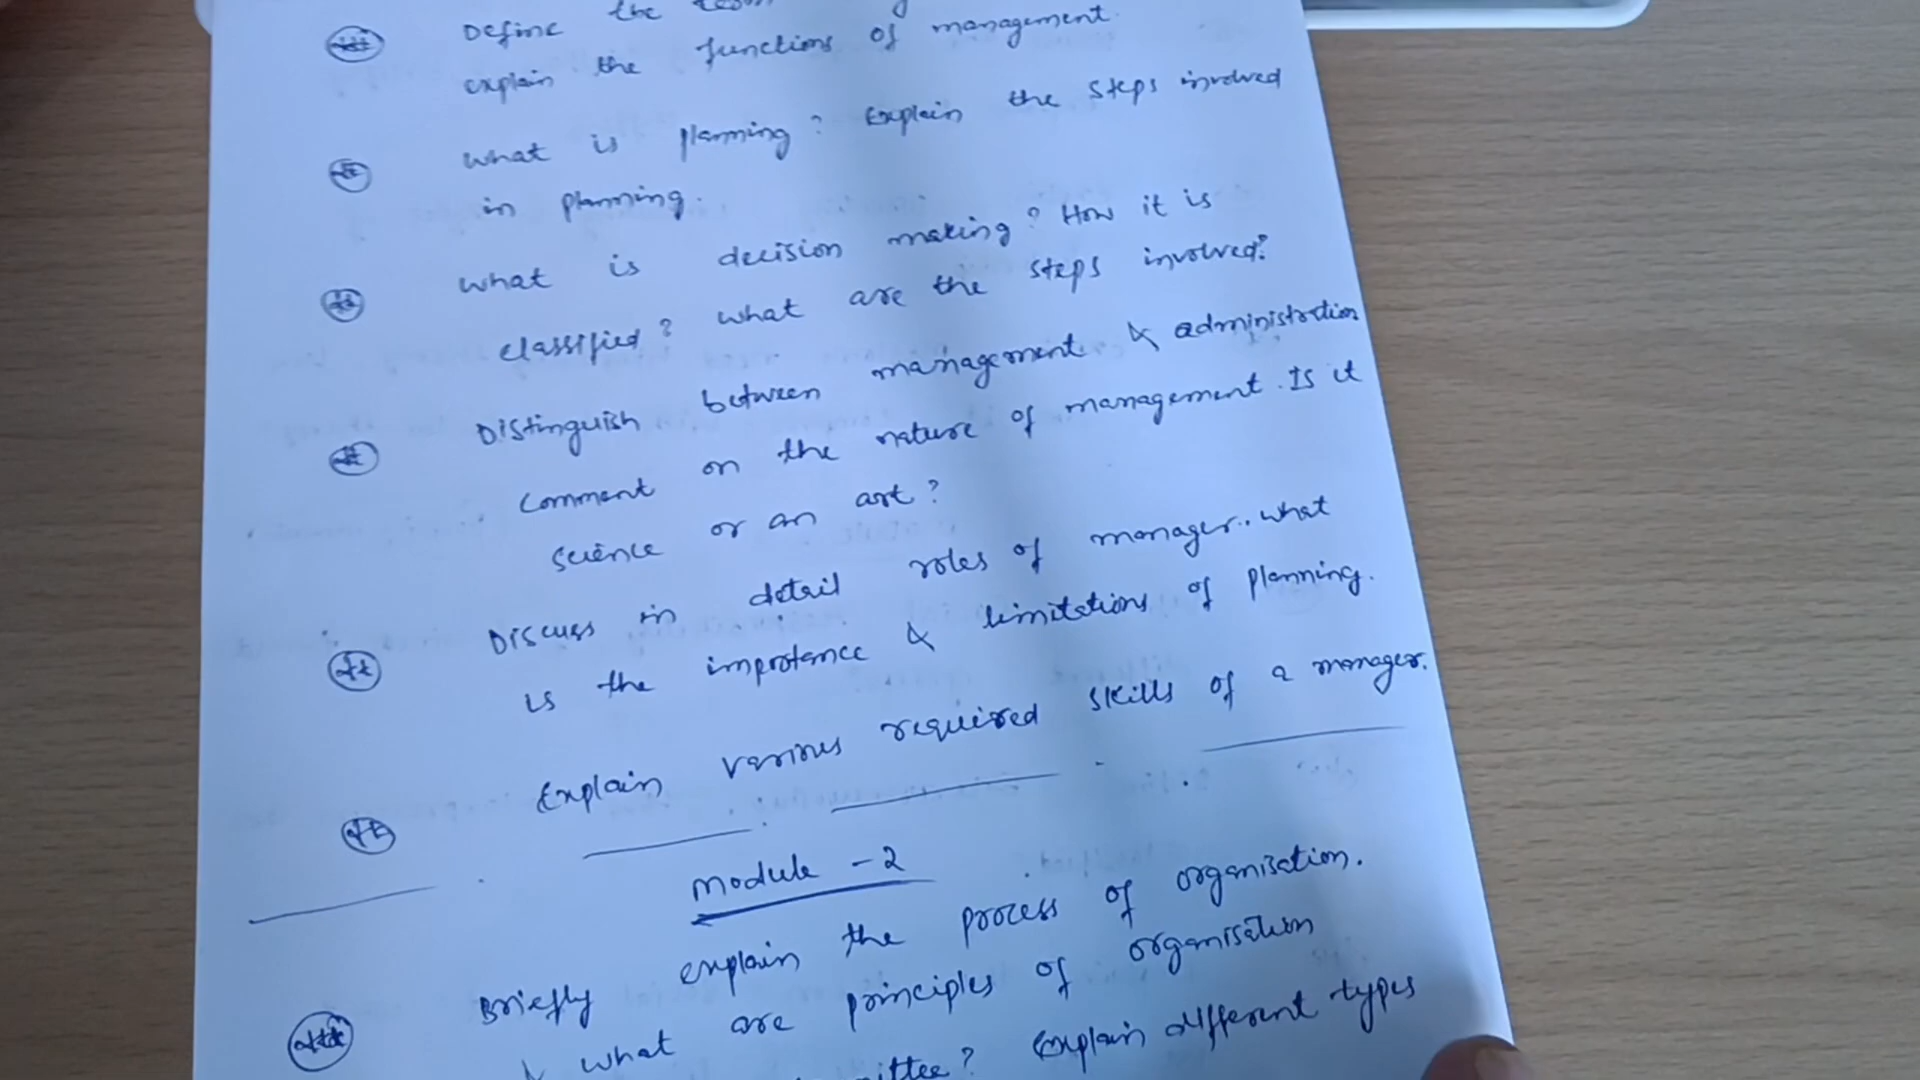 Define the term
explain the functions of management.
what is planning? Explain the steps involved
in planning.
what is decision making? How it is
classified? what are the steps involved?
Distinguish between management & administration
comment on the nature of management. Is it
science or an art?
Discuss in detail roles of manager.. what
is the importance & limitations of planning.
Explain various required skills of a manager.
Module - 2
Briefly explain the process of organisation.
& what are principles of organisation
Explain different types